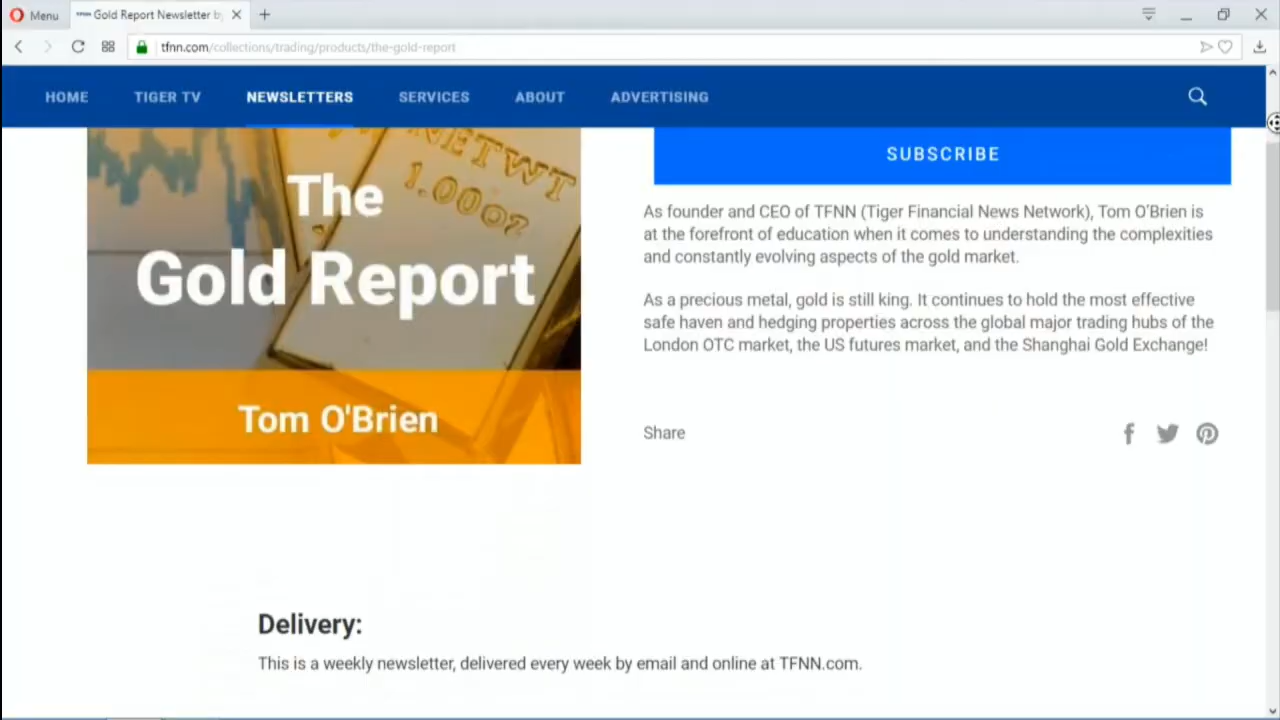 Menu
Gold Report Newsletter by
tfnn.com/collections/trading/products/the-gold-report
HOME TIGER TV NEWSLETTERS SERVICES ABOUT ADVERTISING
NETWT
1.00oz
The
Gold Report
Tom O'Brien
SUBSCRIBE
As founder and CEO of TFNN (Tiger Financial News Network), Tom O'Brien is
at the forefront of education when it comes to understanding the complexities
and constantly evolving aspects of the gold market.
As a precious metal, gold is still king. It continues to hold the most effective
safe haven and hedging properties across the global major trading hubs of the
London OTC market, the US futures market, and the Shanghai Gold Exchange!
Share
Delivery:
This is a weekly newsletter, delivered every week by email and online at TFNN.com.